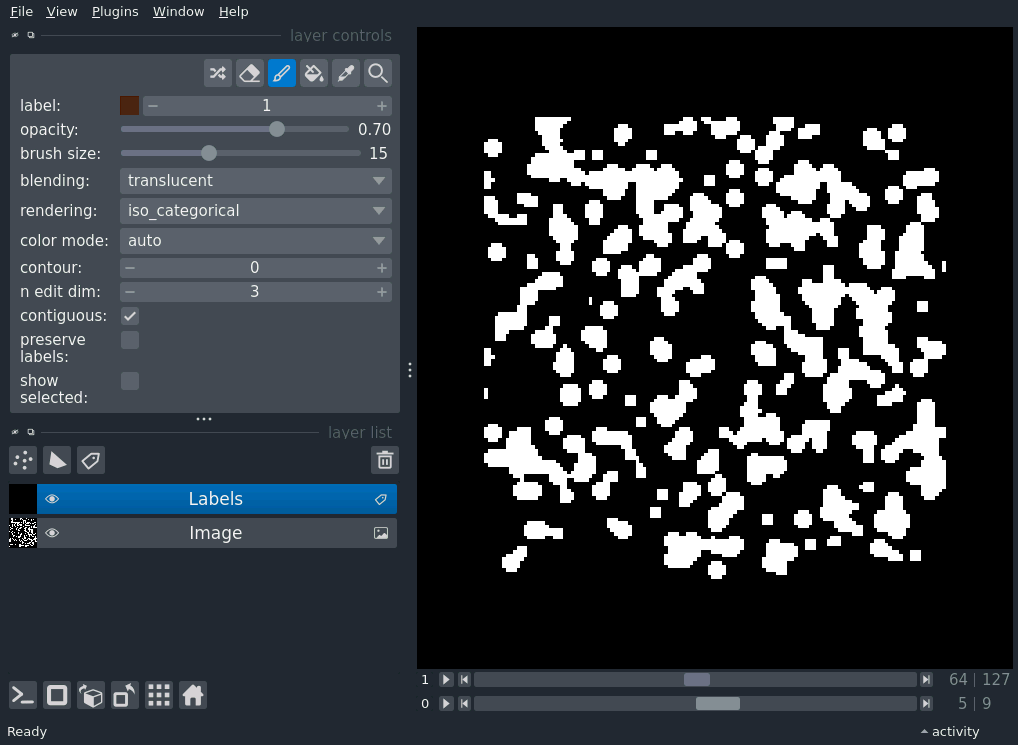 File View Plugins Window Help
layer controls
label: 1
opacity: 0.70
brush size: 15
blending: translucent
rendering: iso_categorical
color mode: auto
contour: 0
n edit dim: 3
contiguous:
preserve
labels:
show
selected:
layer list
Labels
Image
1 64 | 127
0 5 | 9
Ready activity